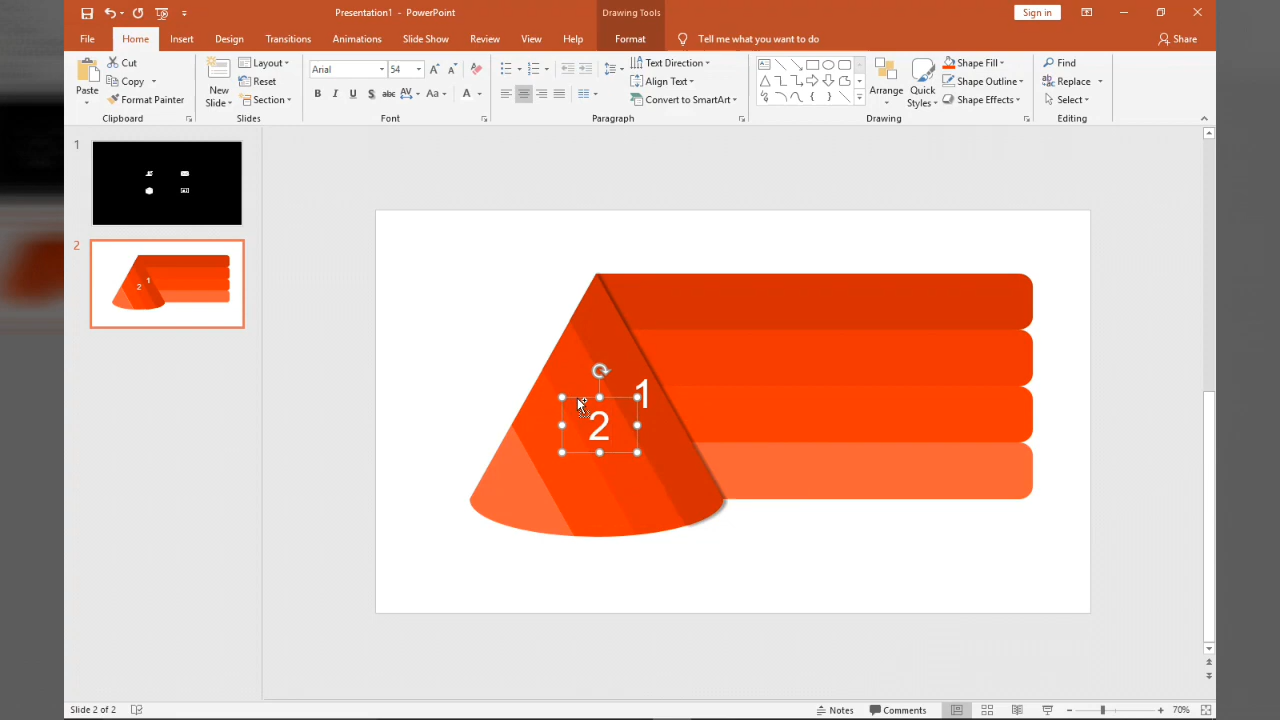 Presentation1 - PowerPoint
Drawing Tools
Sign in
File
Home
Insert
Design
Transitions
Animations
Slide Show
Review
View
Help
Format
Tell me what you want to do
Share
Paste
Cut
Copy
Format Painter
Clipboard
New
Slide
Layout
Reset
Section
Slides
Arial
54
B I U S abc AV Aa A
Font
Text Direction
Align Text
Convert to SmartArt
Paragraph
Arrange
Quick
Styles
Shape Fill
Shape Outline
Shape Effects
Drawing
Find
Replace
Select
Editing
1
2
1
2
1
2
Slide 2 of 2
Notes
Comments
70%